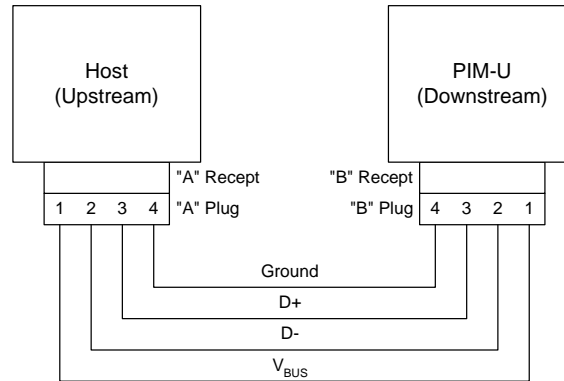 Host
(Upstream)
PIM-U
(Downstream)
"A" Recept
"B" Recept
1 2 3 4
"A" Plug
"B" Plug
4 3 2 1
Ground
D+
D-
VBUS